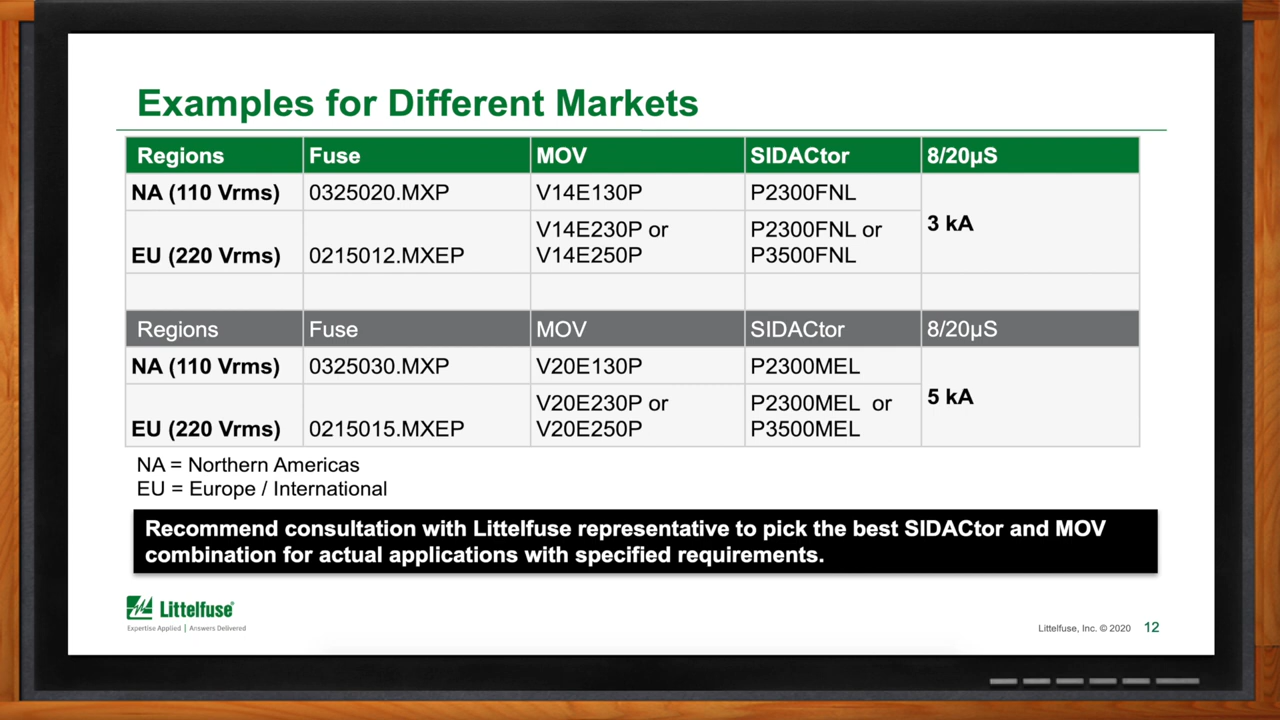 Examples for Different Markets
Regions Fuse MOV SIDACtor 8/20µS
NA (110 Vrms) 0325020.MXP V14E130P P2300FNL 3 kA
EU (220 Vrms) 0215012.MXEP V14E230P or V14E250P P2300FNL or P3500FNL
Regions Fuse MOV SIDACtor 8/20µS
NA (110 Vrms) 0325030.MXP V20E130P P2300MEL 5 kA
EU (220 Vrms) 0215015.MXEP V20E230P or V20E250P P2300MEL or P3500MEL
NA = Northern Americas
EU = Europe / International
Recommend consultation with Littelfuse representative to pick the best SIDACtor and MOV
combination for actual applications with specified requirements.
Littelfuse®
Expertise Applied | Answers Delivered
Littelfuse, Inc. © 2020 12